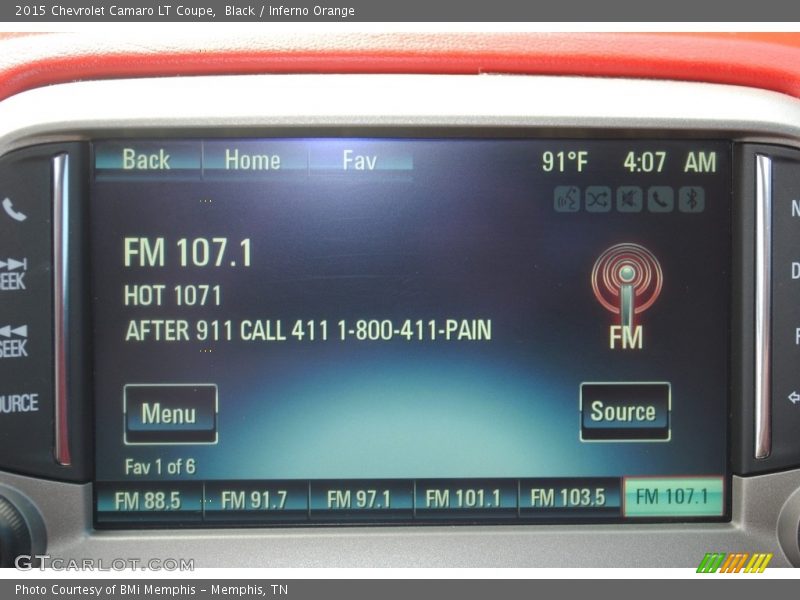 2015 Chevrolet Camaro LT Coupe, Black / Inferno Orange
Back Home Fav 91°F 4:07 AM
FM 107.1
HOT 1071
AFTER 911 CALL 411 1-800-411-PAIN
FM
Menu Source
Fav 1 of 6
FM 88.5 FM 91.7 FM 97.1 FM 101.1 FM 103.5 FM 107.1
GTCARLOT.COM
Photo Courtesy of BMi Memphis – Memphis, TN